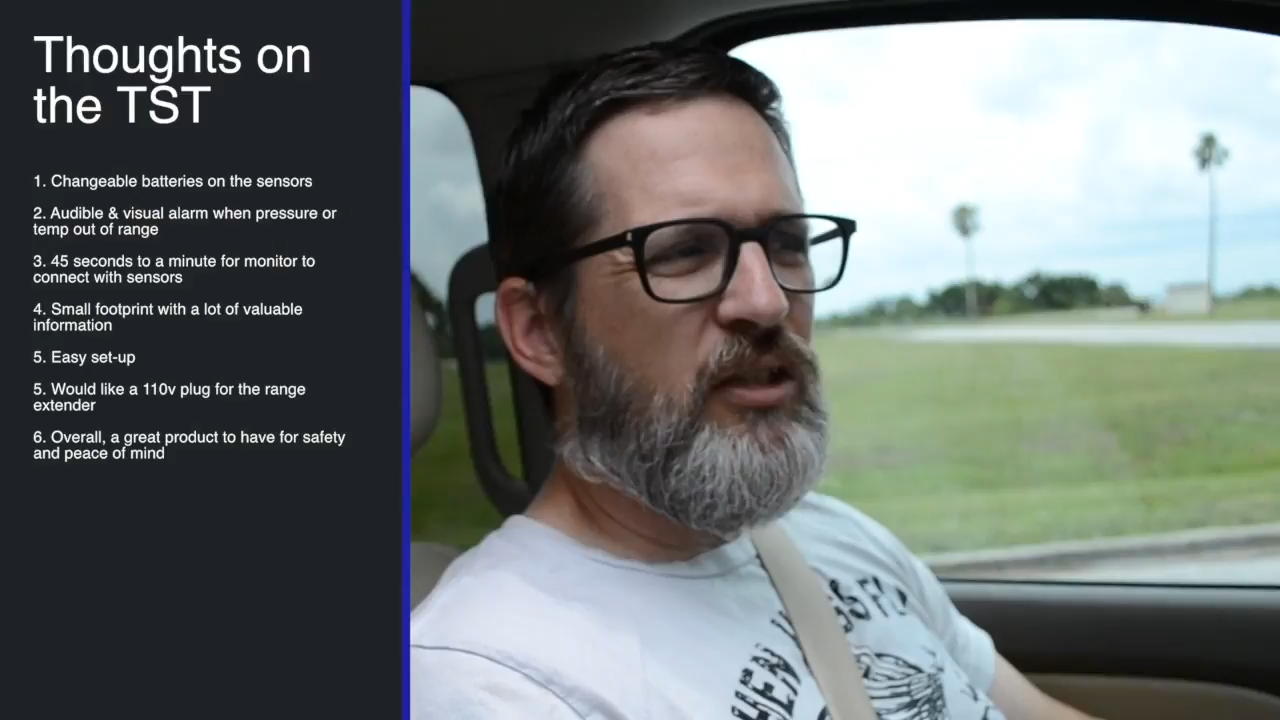 Thoughts on
the TST
1. Changeable batteries on the sensors
2. Audible & visual alarm when pressure or
temp out of range
3. 45 seconds to a minute for monitor to
connect with sensors
4. Small footprint with a lot of valuable
information
5. Easy set-up
5. Would like a 110v plug for the range
extender
6. Overall, a great product to have for safety
and peace of mind